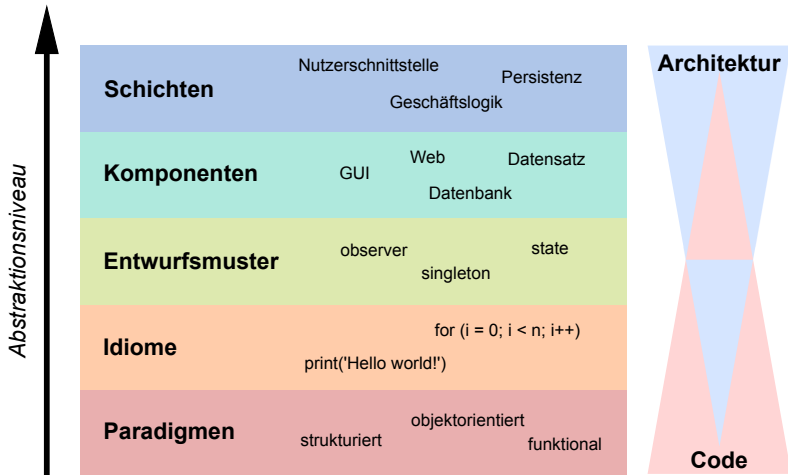 Abstraktionsniveau
Schichten
Nutzerschnittstelle
Persistenz
Geschäftslogik
Komponenten
GUI
Web
Datensatz
Datenbank
Entwurfsmuster
observer
singleton
state
Idiome
for (i = 0; i < n; i++)
print('Hello world!')
Paradigmen
strukturiert
objektorientiert
funktional
Architektur
Code